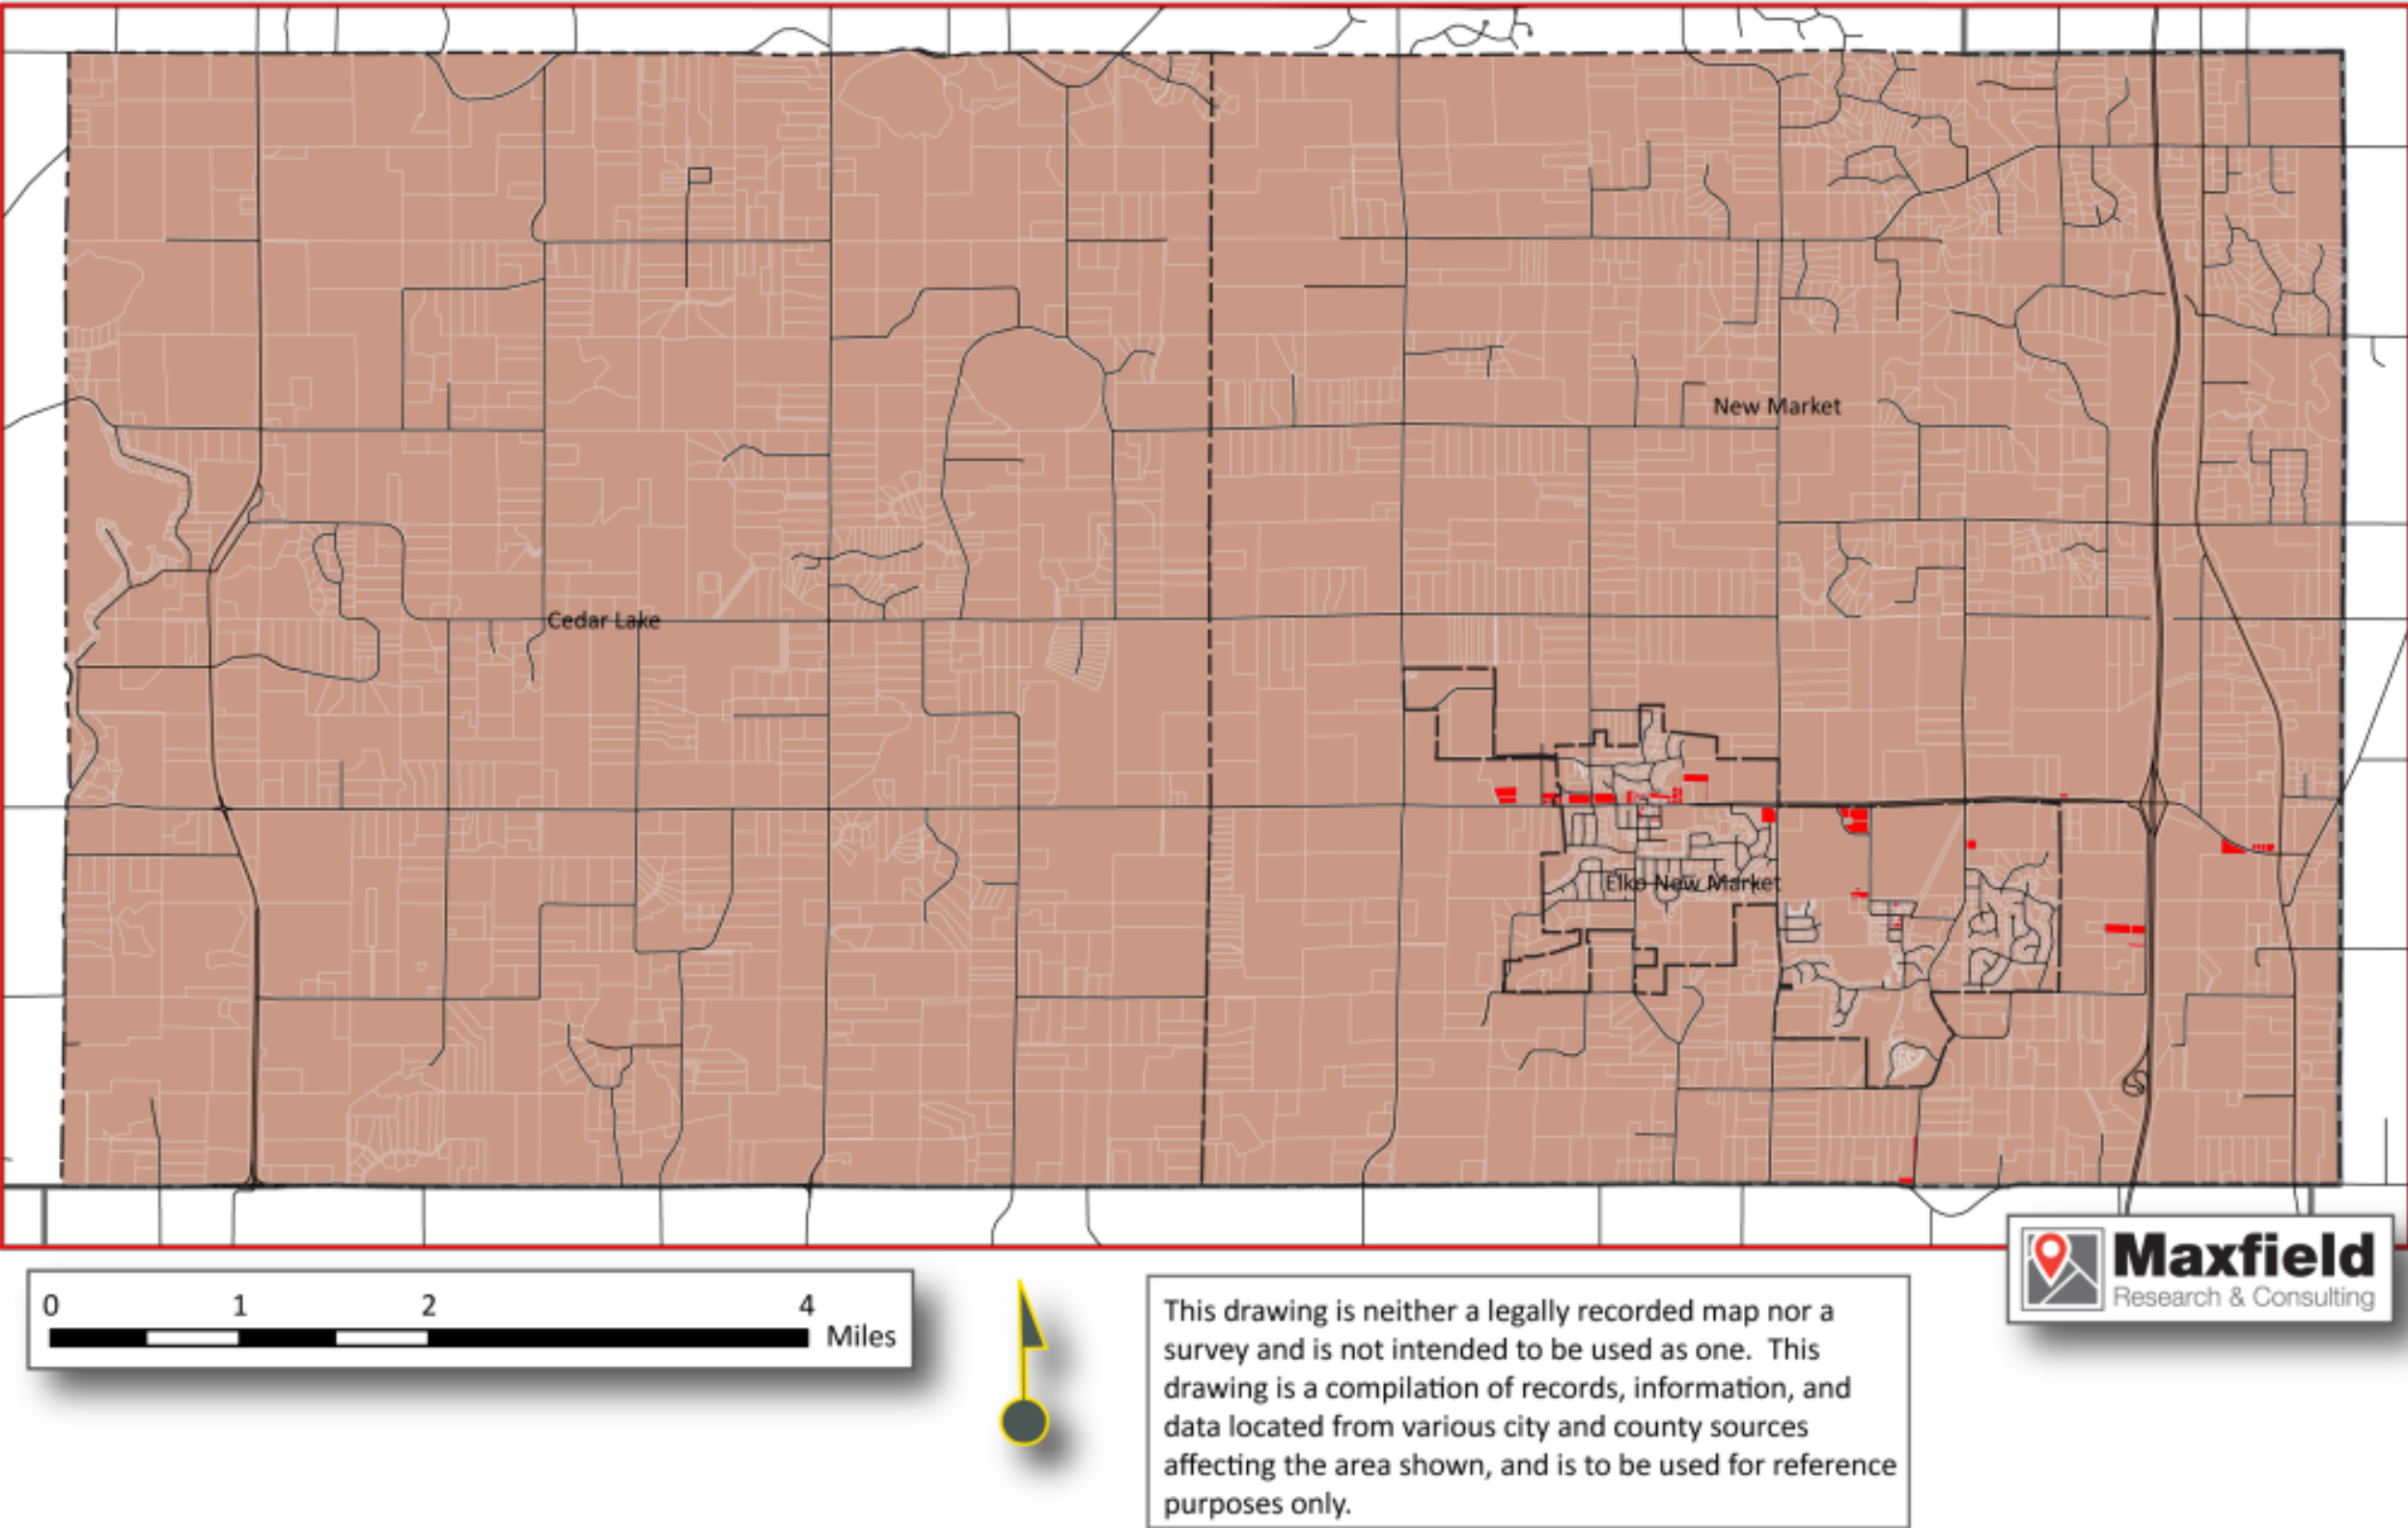 New Market
Cedar Lake
Elko New Market
0 1 2 4
Miles
This drawing is neither a legally recorded map nor a
survey and is not intended to be used as one. This
drawing is a compilation of records, information, and
data located from various city and county sources
affecting the area shown, and is to be used for reference
purposes only.
Maxfield
Research & Consulting